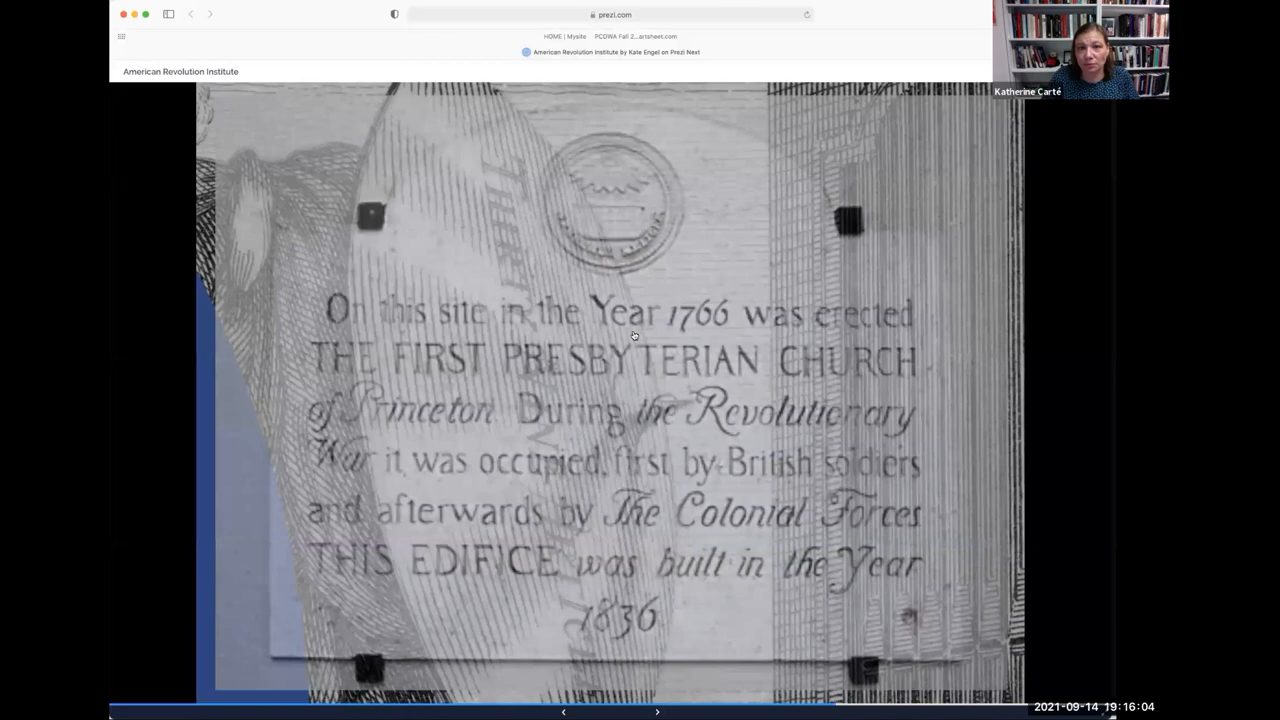 prezi.com
HOME | Mysite PCDWA Fall 2...artsheet.com
American Revolution Institute by Kate Engel on Prezi Next
American Revolution Institute
Katherine Carté
On this site in the Year 1766 was erected
THE FIRST PRESBYTERIAN CHURCH
of Princeton. During the Revolutionary
War it was occupied, first by British soldiers
and afterwards by The Colonial Forces
THIS EDIFICE was built in the Year
1836
2021-09-14 19:16:04